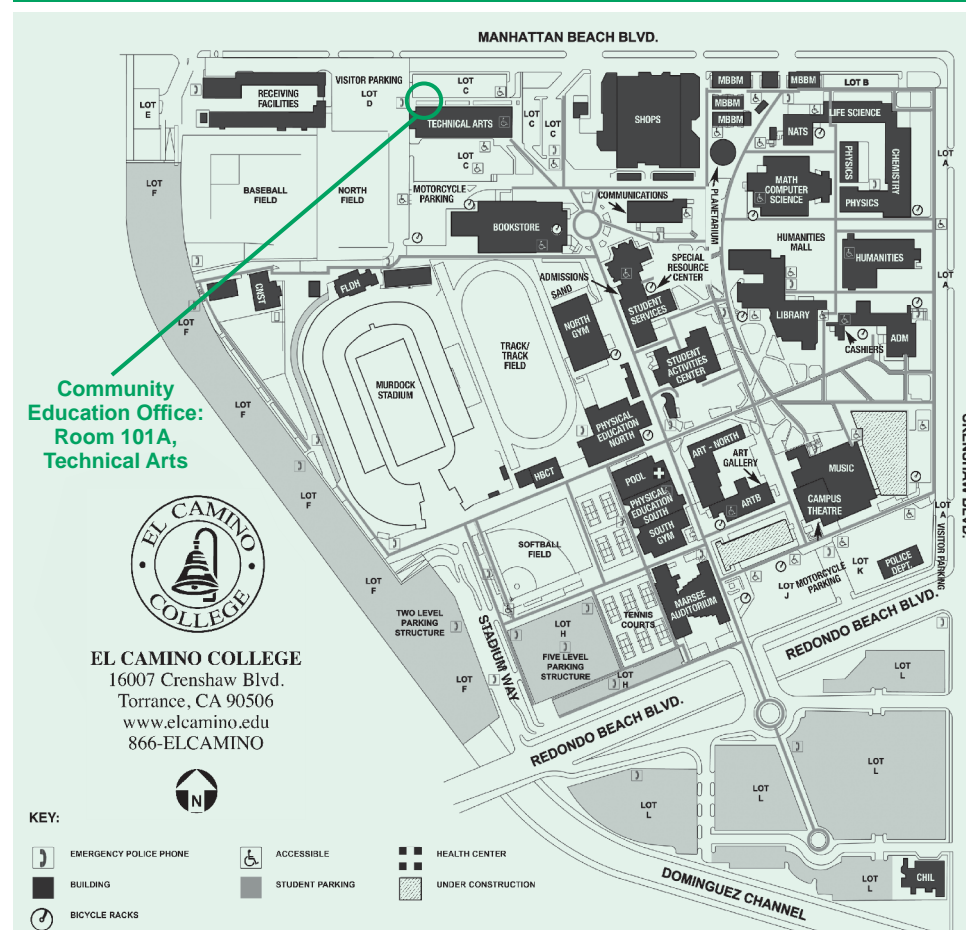 MANHATTAN BEACH BLVD.
RECEIVING
FACILITIES
VISITOR PARKING
LOT
D
LOT
C
LOT
E
TECHNICAL ARTS
LOT
C
LOT
C
LOT
C
SHOPS
MBBM
MBBM
LOT B
MBBM
MBBM
LIFE SCIENCE
NATS
PHYSICS
CHEMISTRY
PHYSICS
LOT
A
MATH
COMPUTER
SCIENCE
PLANETARIUM
LOT
F
BASEBALL
FIELD
NORTH
FIELD
MOTORCYCLE
PARKING
BOOKSTORE
COMMUNICATIONS
HUMANITIES
MALL
HUMANITIES
SPECIAL
RESOURCE
CENTER
ADMISSIONS
STUDENT
SERVICES
SAND
NORTH
GYM
CNST
FLDH
LOT
A
LIBRARY
ADM
CASHIERS
LOT
F
TRACK/
TRACK
FIELD
MURDOCK
STADIUM
STUDENT
ACTIVITIES
CENTER
Community
Education Office:
Room 101A,
Technical Arts
LOT
F
PHYSICAL
EDUCATION
NORTH
CRENSHAW BLVD.
ART - NORTH
ART
GALLERY
ARTB
MUSIC
CAMPUS
THEATRE
HBCT
POOL
PHYSICAL
EDUCATION
SOUTH
SOUTH
GYM
LOT
F
EL CAMINO
COLLEGE
SOFTBALL
FIELD
LOT
A
VISITOR PARKING
LOT
K
POLICE
DEPT.
LOT
J
MOTORCYCLE
PARKING
LOT
F
MARSEE
AUDITORIUM
TENNIS
COURTS
TWO LEVEL
PARKING
STRUCTURE
STADIUM WAY
LOT
H
FIVE LEVEL
PARKING
STRUCTURE
LOT
H
LOT
F
REDONDO BEACH BLVD.
REDONDO BEACH BLVD.
LOT
L
EL CAMINO COLLEGE
16007 Crenshaw Blvd.
Torrance, CA 90506
www.elcamino.edu
866-ELCAMINO
N
LOT
L
LOT
L
LOT
L
LOT
L
CHIL
DOMINGUEZ CHANNEL
KEY:
EMERGENCY POLICE PHONE
ACCESSIBLE
HEALTH CENTER
BUILDING
STUDENT PARKING
UNDER CONSTRUCTION
BICYCLE RACKS